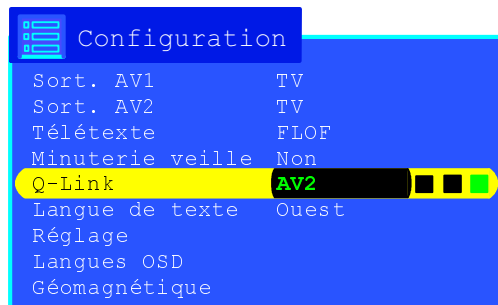 Configuration
Sort. AV1 TV
Sort. AV2 TV
Télétexte FLOF
Minuterie veille Non
Q-Link AV2
Langue de texte Ouest
Réglage
Langues OSD
Géomagnétique